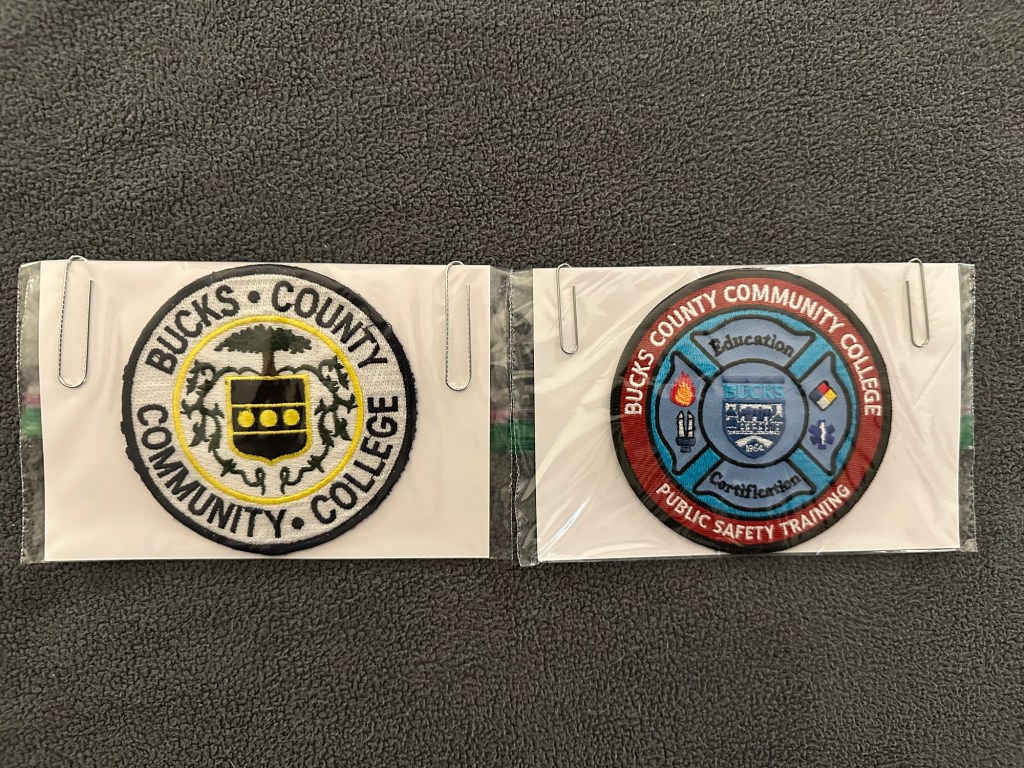 BUCKS • COUNTY
COMMUNITY • COLLEGE
BUCKS COUNTY COMMUNITY COLLEGE
Education
BUCKS
1964
Certification
PUBLIC SAFETY TRAINING